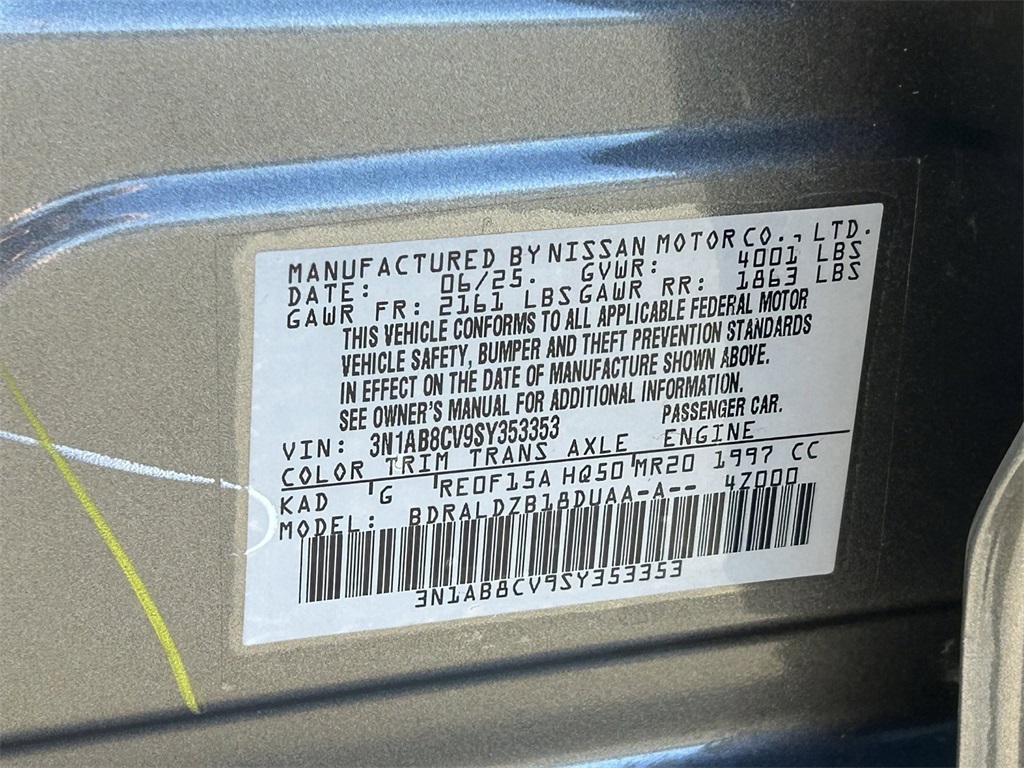 MANUFACTURED BY NISSAN MOTOR CO., LTD.
DATE: 06/25. GVWR: 4001 LBS
GAWR FR: 2161 LBS GAWR RR: 1863 LBS
THIS VEHICLE CONFORMS TO ALL APPLICABLE FEDERAL MOTOR
VEHICLE SAFETY, BUMPER AND THEFT PREVENTION STANDARDS
IN EFFECT ON THE DATE OF MANUFACTURE SHOWN ABOVE.
SEE OWNER'S MANUAL FOR ADDITIONAL INFORMATION.
VIN: 3N1AB8CV9SY353353 PASSENGER CAR.
COLOR TRIM TRANS AXLE ENGINE
KAD G RE0F15A HQ50 MR20 1997 CC
MODEL: BDRALDZB18DUAA-A-- 4Z000
3N1AB8CV9SY353353